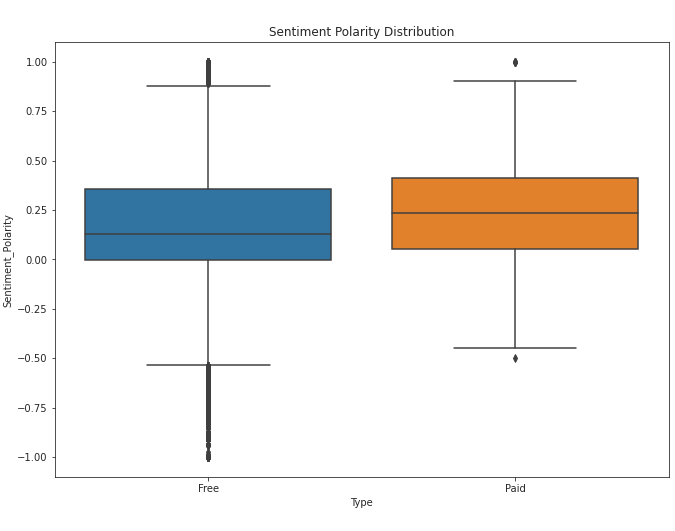 Sentiment Polarity Distribution
Sentiment_Polarity
1.00
0.75
0.50
0.25
0.00
−0.25
−0.50
−0.75
−1.00
Free
Paid
Type